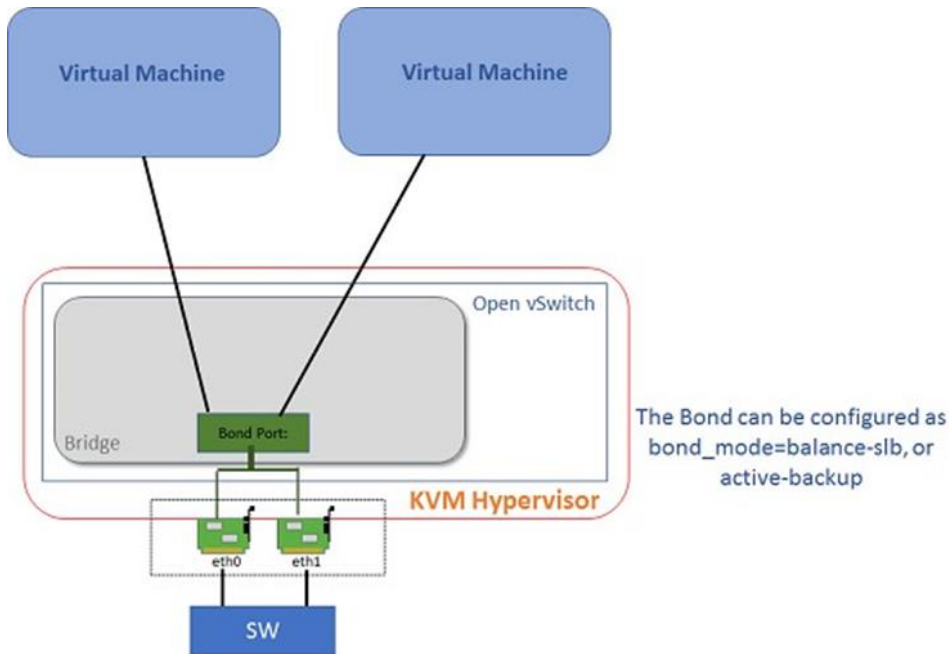 Virtual Machine
Virtual Machine
Open vSwitch
Bond Port:
Bridge
The Bond can be configured as
bond_mode=balance-slb, or
active-backup
KVM Hypervisor
eth0
eth1
SW